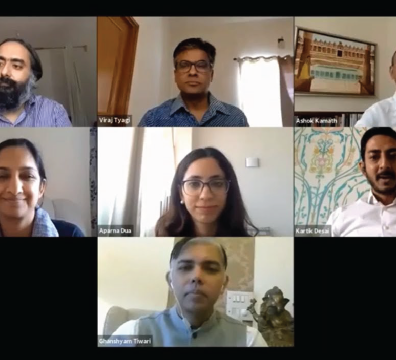 Viraj Tyagi
Ashok Kamath
Aparna Dua
Kartik Desai
Ghanshyam Tiwari